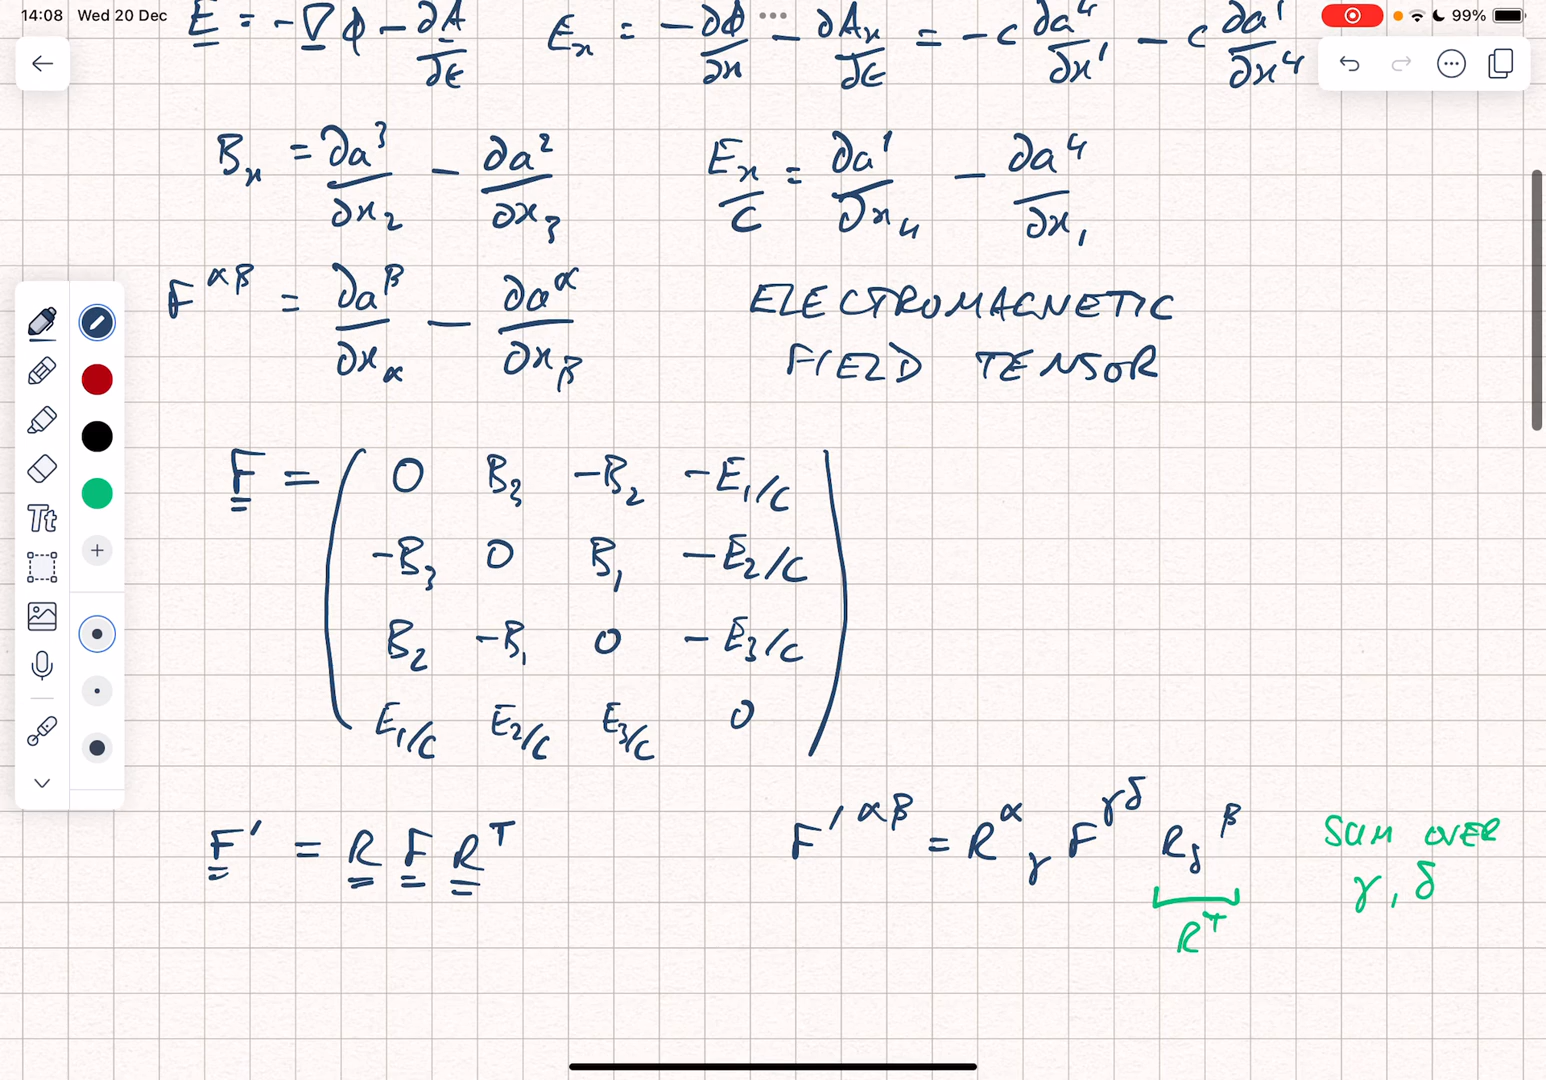 14:08 Wed 20 Dec 99%
E = -∇ϕ - ∂A/∂t   Eₓ = -∂ϕ/∂x - ∂Aₓ/∂t = -c ∂a⁴/∂x¹ - c ∂a¹/∂x⁴
Bₓ = ∂a³/∂x₂ - ∂a²/∂x₃   Eₓ/c = ∂a¹/∂x₄ - ∂a⁴/∂x₁
F^αβ = ∂a^β/∂x_α - ∂a^α/∂x_β   ELECTROMAGNETIC
FIELD TENSOR
F = ( 0 B₃ -B₂ -E₁/c
-B₃ 0 B₁ -E₂/c
B₂ -B₁ 0 -E₃/c
E₁/c E₂/c E₃/c 0 )
F' = R F R^T   F'^αβ = R^α_γ F^γδ R_δ^β   SUM OVER
γ, δ
R^T
Tt